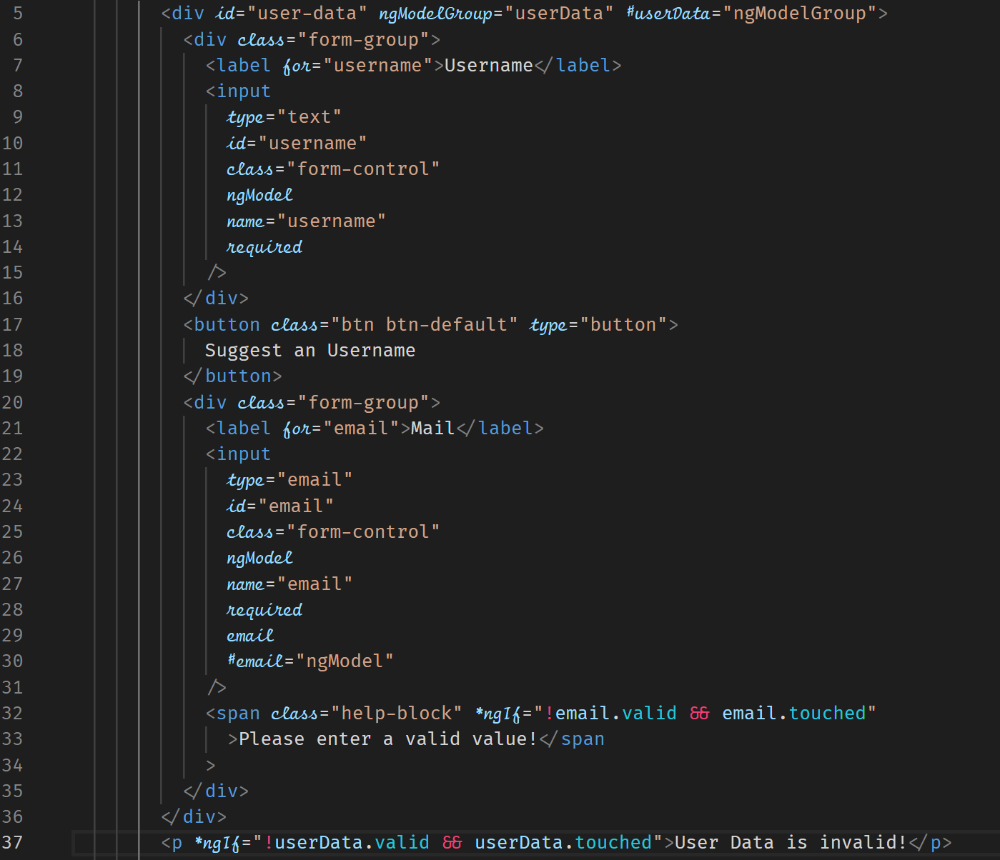 5 <div id="user-data" ngModelGroup="userData" #userData="ngModelGroup">
6 <div class="form-group">
7 <label for="username">Username</label>
8 <input
9 type="text"
10 id="username"
11 class="form-control"
12 ngModel
13 name="username"
14 required
15 />
16 </div>
17 <button class="btn btn-default" type="button">
18 Suggest an Username
19 </button>
20 <div class="form-group">
21 <label for="email">Mail</label>
22 <input
23 type="email"
24 id="email"
25 class="form-control"
26 ngModel
27 name="email"
28 required
29 email
30 #email="ngModel"
31 />
32 <span class="help-block" *ngIf="!email.valid && email.touched"
33 >Please enter a valid value!</span
34 >
35 </div>
36 </div>
37 <p *ngIf="!userData.valid && userData.touched">User Data is invalid!</p>